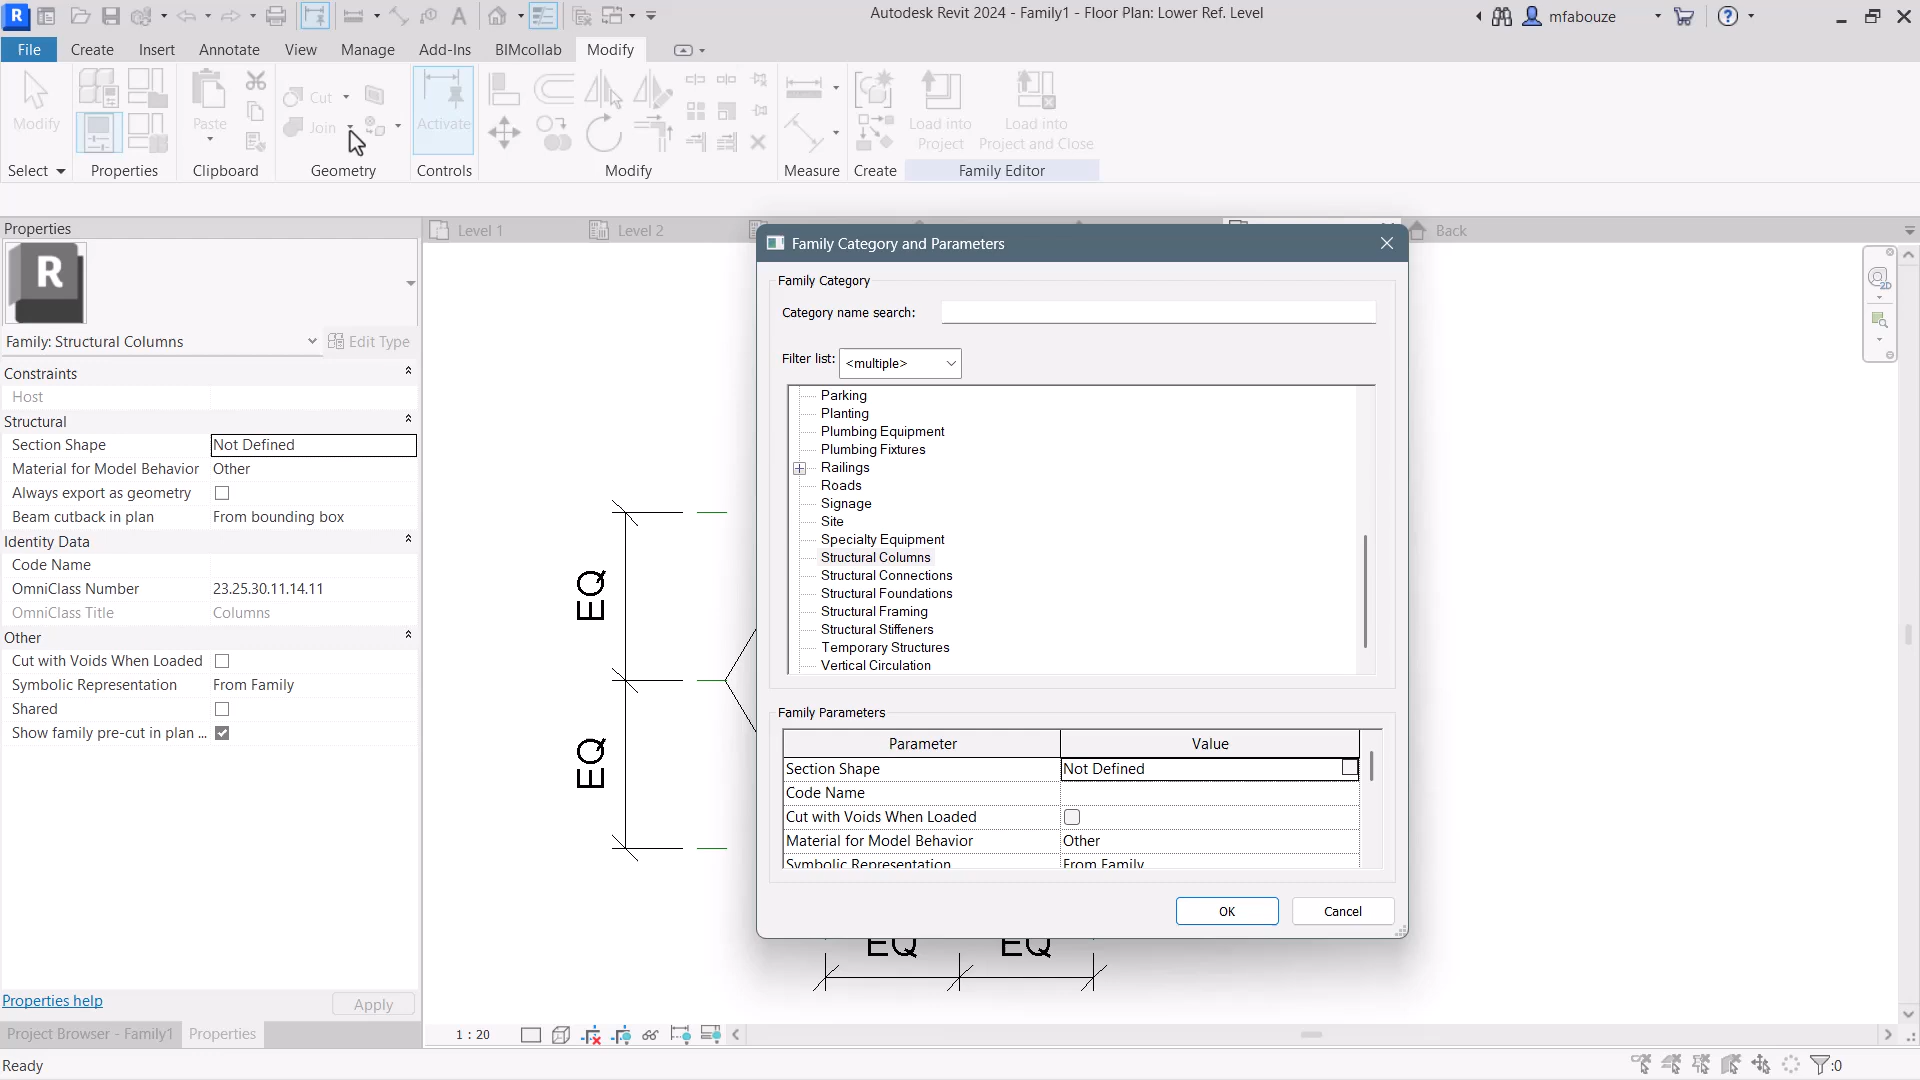 Autodesk Revit 2024 - Family1 - Floor Plan: Lower Ref. Level
mfabouze
File Create Insert Annotate View Manage Add-Ins BIMcollab Modify
Modify
Paste
Cut
Join
Activate
Load into
Project
Load into
Project and Close
Select Properties Clipboard Geometry Controls Modify Measure Create Family Editor
Properties
R
Family: Structural Columns
Edit Type
Constraints
Host
Structural
Section Shape Not Defined
Material for Model Behavior Other
Always export as geometry
Beam cutback in plan From bounding box
Identity Data
Code Name
OmniClass Number 23.25.30.11.14.11
OmniClass Title Columns
Other
Cut with Voids When Loaded
Symbolic Representation From Family
Shared
Show family pre-cut in plan ...
Properties help
Apply
Project Browser - Family1 Properties
Ready
Level 1 Level 2 Back
EQ
EQ
EQ EQ
2D
Family Category and Parameters
Family Category
Category name search:
Filter list: <multiple>
Parking
Planting
Plumbing Equipment
Plumbing Fixtures
Railings
Roads
Signage
Site
Specialty Equipment
Structural Columns
Structural Connections
Structural Foundations
Structural Framing
Structural Stiffeners
Temporary Structures
Vertical Circulation
Family Parameters
Parameter Value
Section Shape Not Defined
Code Name
Cut with Voids When Loaded
Material for Model Behavior Other
Symbolic Representation From Family
OK Cancel
1 : 20
:0